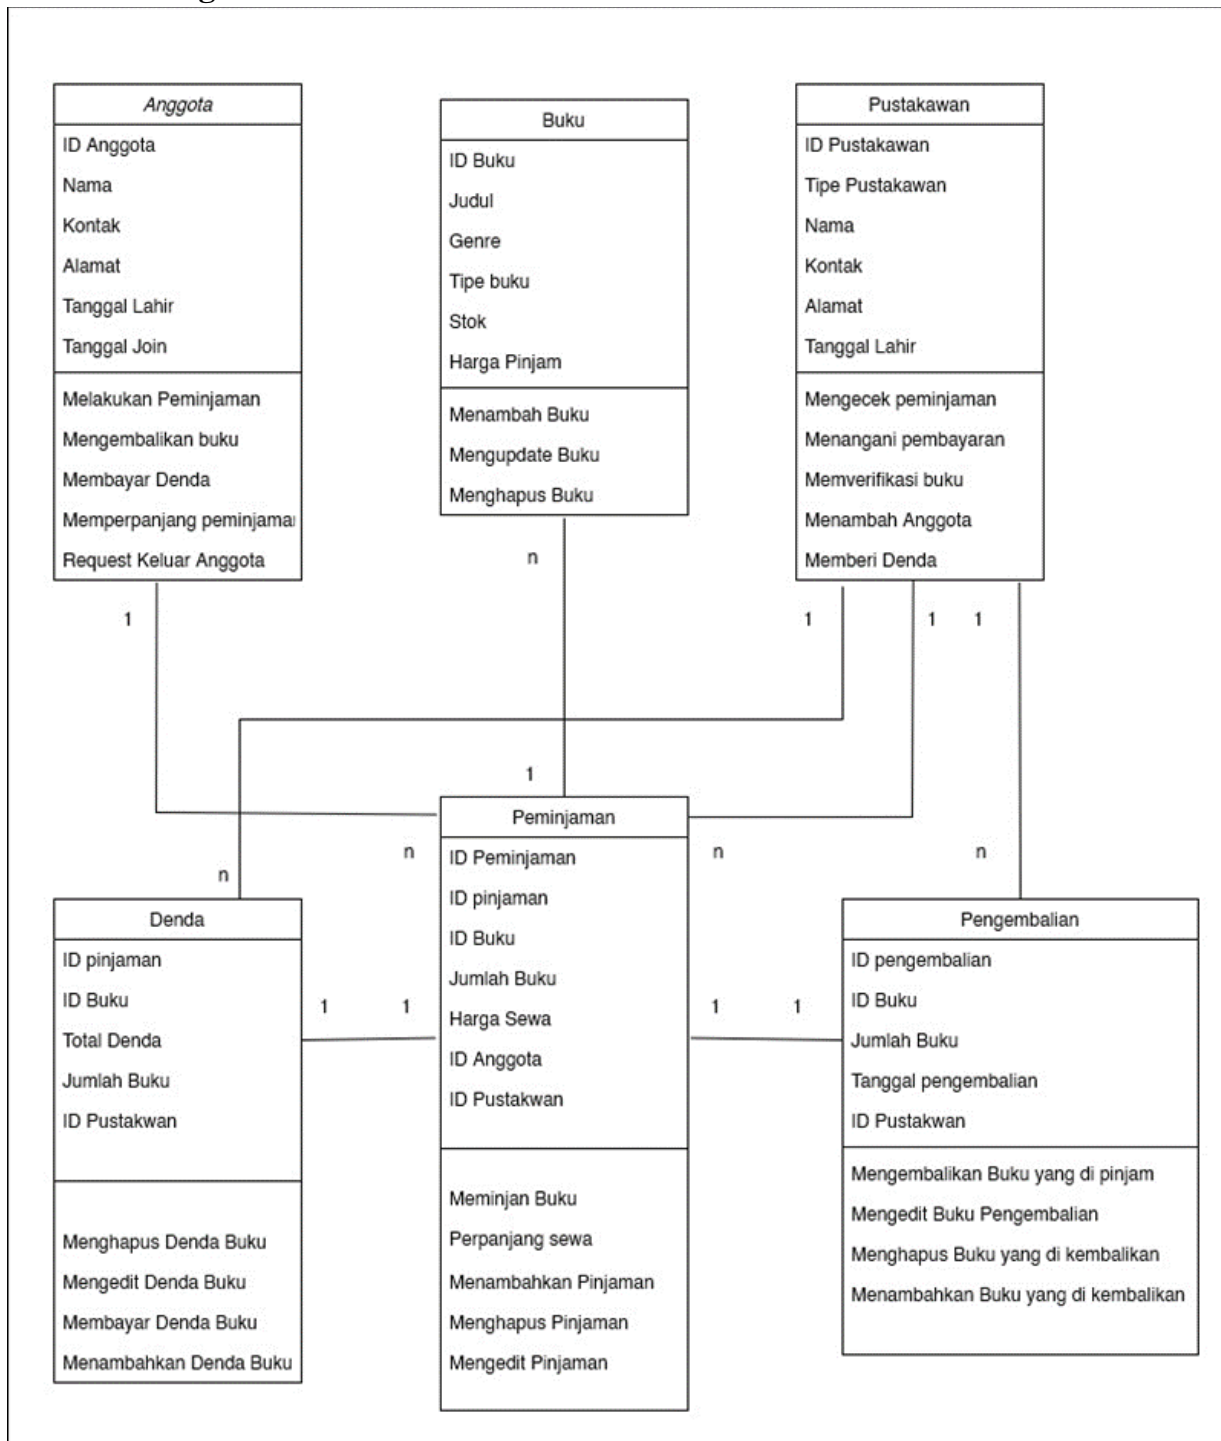 Anggota
ID Anggota
Nama
Kontak
Alamat
Tanggal Lahir
Tanggal Join
Melakukan Peminjaman
Mengembalikan buku
Membayar Denda
Memperpanjang peminjama
Request Keluar Anggota
Buku
ID Buku
Judul
Genre
Tipe buku
Stok
Harga Pinjam
Menambah Buku
Mengupdate Buku
Menghapus Buku
Pustakawan
ID Pustakawan
Tipe Pustakawan
Nama
Kontak
Alamat
Tanggal Lahir
Mengecek peminjaman
Menangani pembayaran
Memverifikasi buku
Menambah Anggota
Memberi Denda
n
1
1
1
1
1
n
n
n
n
Denda
ID pinjaman
ID Buku
Total Denda
Jumlah Buku
ID Pustakwan
Menghapus Denda Buku
Mengedit Denda Buku
Membayar Denda Buku
Menambahkan Denda Buku
1
1
Peminjaman
ID Peminjaman
ID pinjaman
ID Buku
Jumlah Buku
Harga Sewa
ID Anggota
ID Pustakwan
Meminjan Buku
Perpanjang sewa
Menambahkan Pinjaman
Menghapus Pinjaman
Mengedit Pinjaman
1
1
Pengembalian
ID pengembalian
ID Buku
Jumlah Buku
Tanggal pengembalian
ID Pustakwan
Mengembalikan Buku yang di pinjam
Mengedit Buku Pengembalian
Menghapus Buku yang di kembalikan
Menambahkan Buku yang di kembalikan